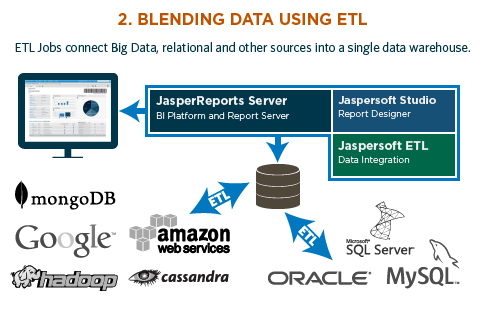 2. BLENDING DATA USING ETL
ETL Jobs connect Big Data, relational and other sources into a single data warehouse.
JasperReports Server
BI Platform and Report Server
Jaspersoft Studio
Report Designer
Jaspersoft ETL
Data Integration
mongoDB
Google™
amazon
web services
hadoop
cassandra
ETL
ETL
Microsoft®
SQL Server®
ORACLE®
MySQL™